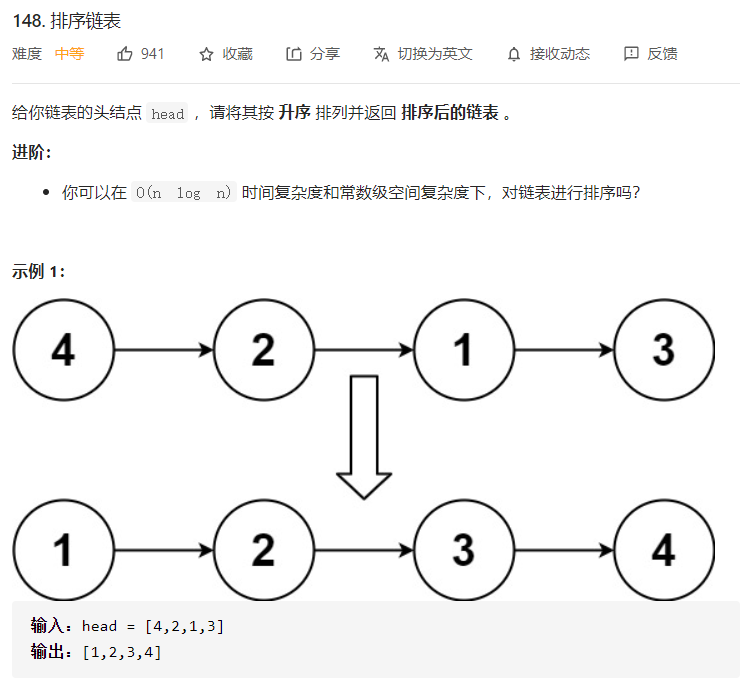 148. 排序链表
难度 中等 941 收藏 分享 切换为英文 接收动态 反馈
给你链表的头结点 head ，请将其按 升序 排列并返回 排序后的链表 。
进阶：
• 你可以在 O(n log n) 时间复杂度和常数级空间复杂度下，对链表进行排序吗？
示例 1：
4 2 1 3
1 2 3 4
输入：head = [4,2,1,3]
输出：[1,2,3,4]